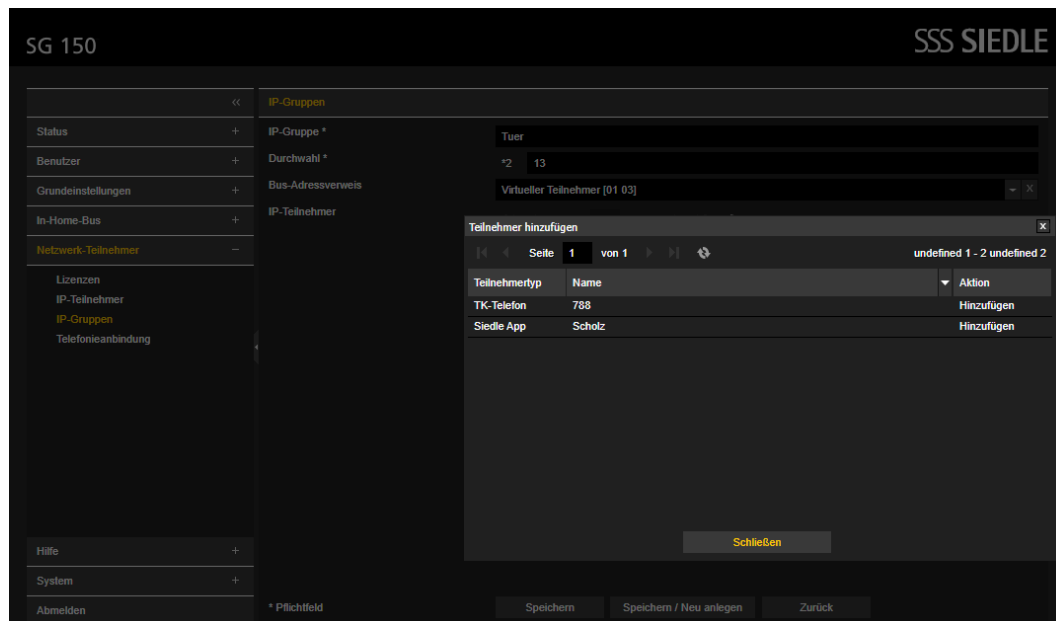 SG 150
SSS SIEDLE
IP-Gruppen
Status
Benutzer
Grundeinstellungen
In-Home-Bus
Netzwerk-Teilnehmer
Lizenzen
IP-Teilnehmer
IP-Gruppen
Telefonieanbindung
Hilfe
System
Abmelden
IP-Gruppe * Tuer
Durchwahl * *2 13
Bus-Adressverweis Virtueller Teilnehmer [01 03]
IP-Teilnehmer
Teilnehmer hinzufügen x
Seite 1 von 1 undefined 1 - 2 undefined 2
Teilnehmertyp Name Aktion
TK-Telefon 788 Hinzufügen
Siedle App Scholz Hinzufügen
Schließen
* Pflichtfeld Speichern Speichern / Neu anlegen Zurück